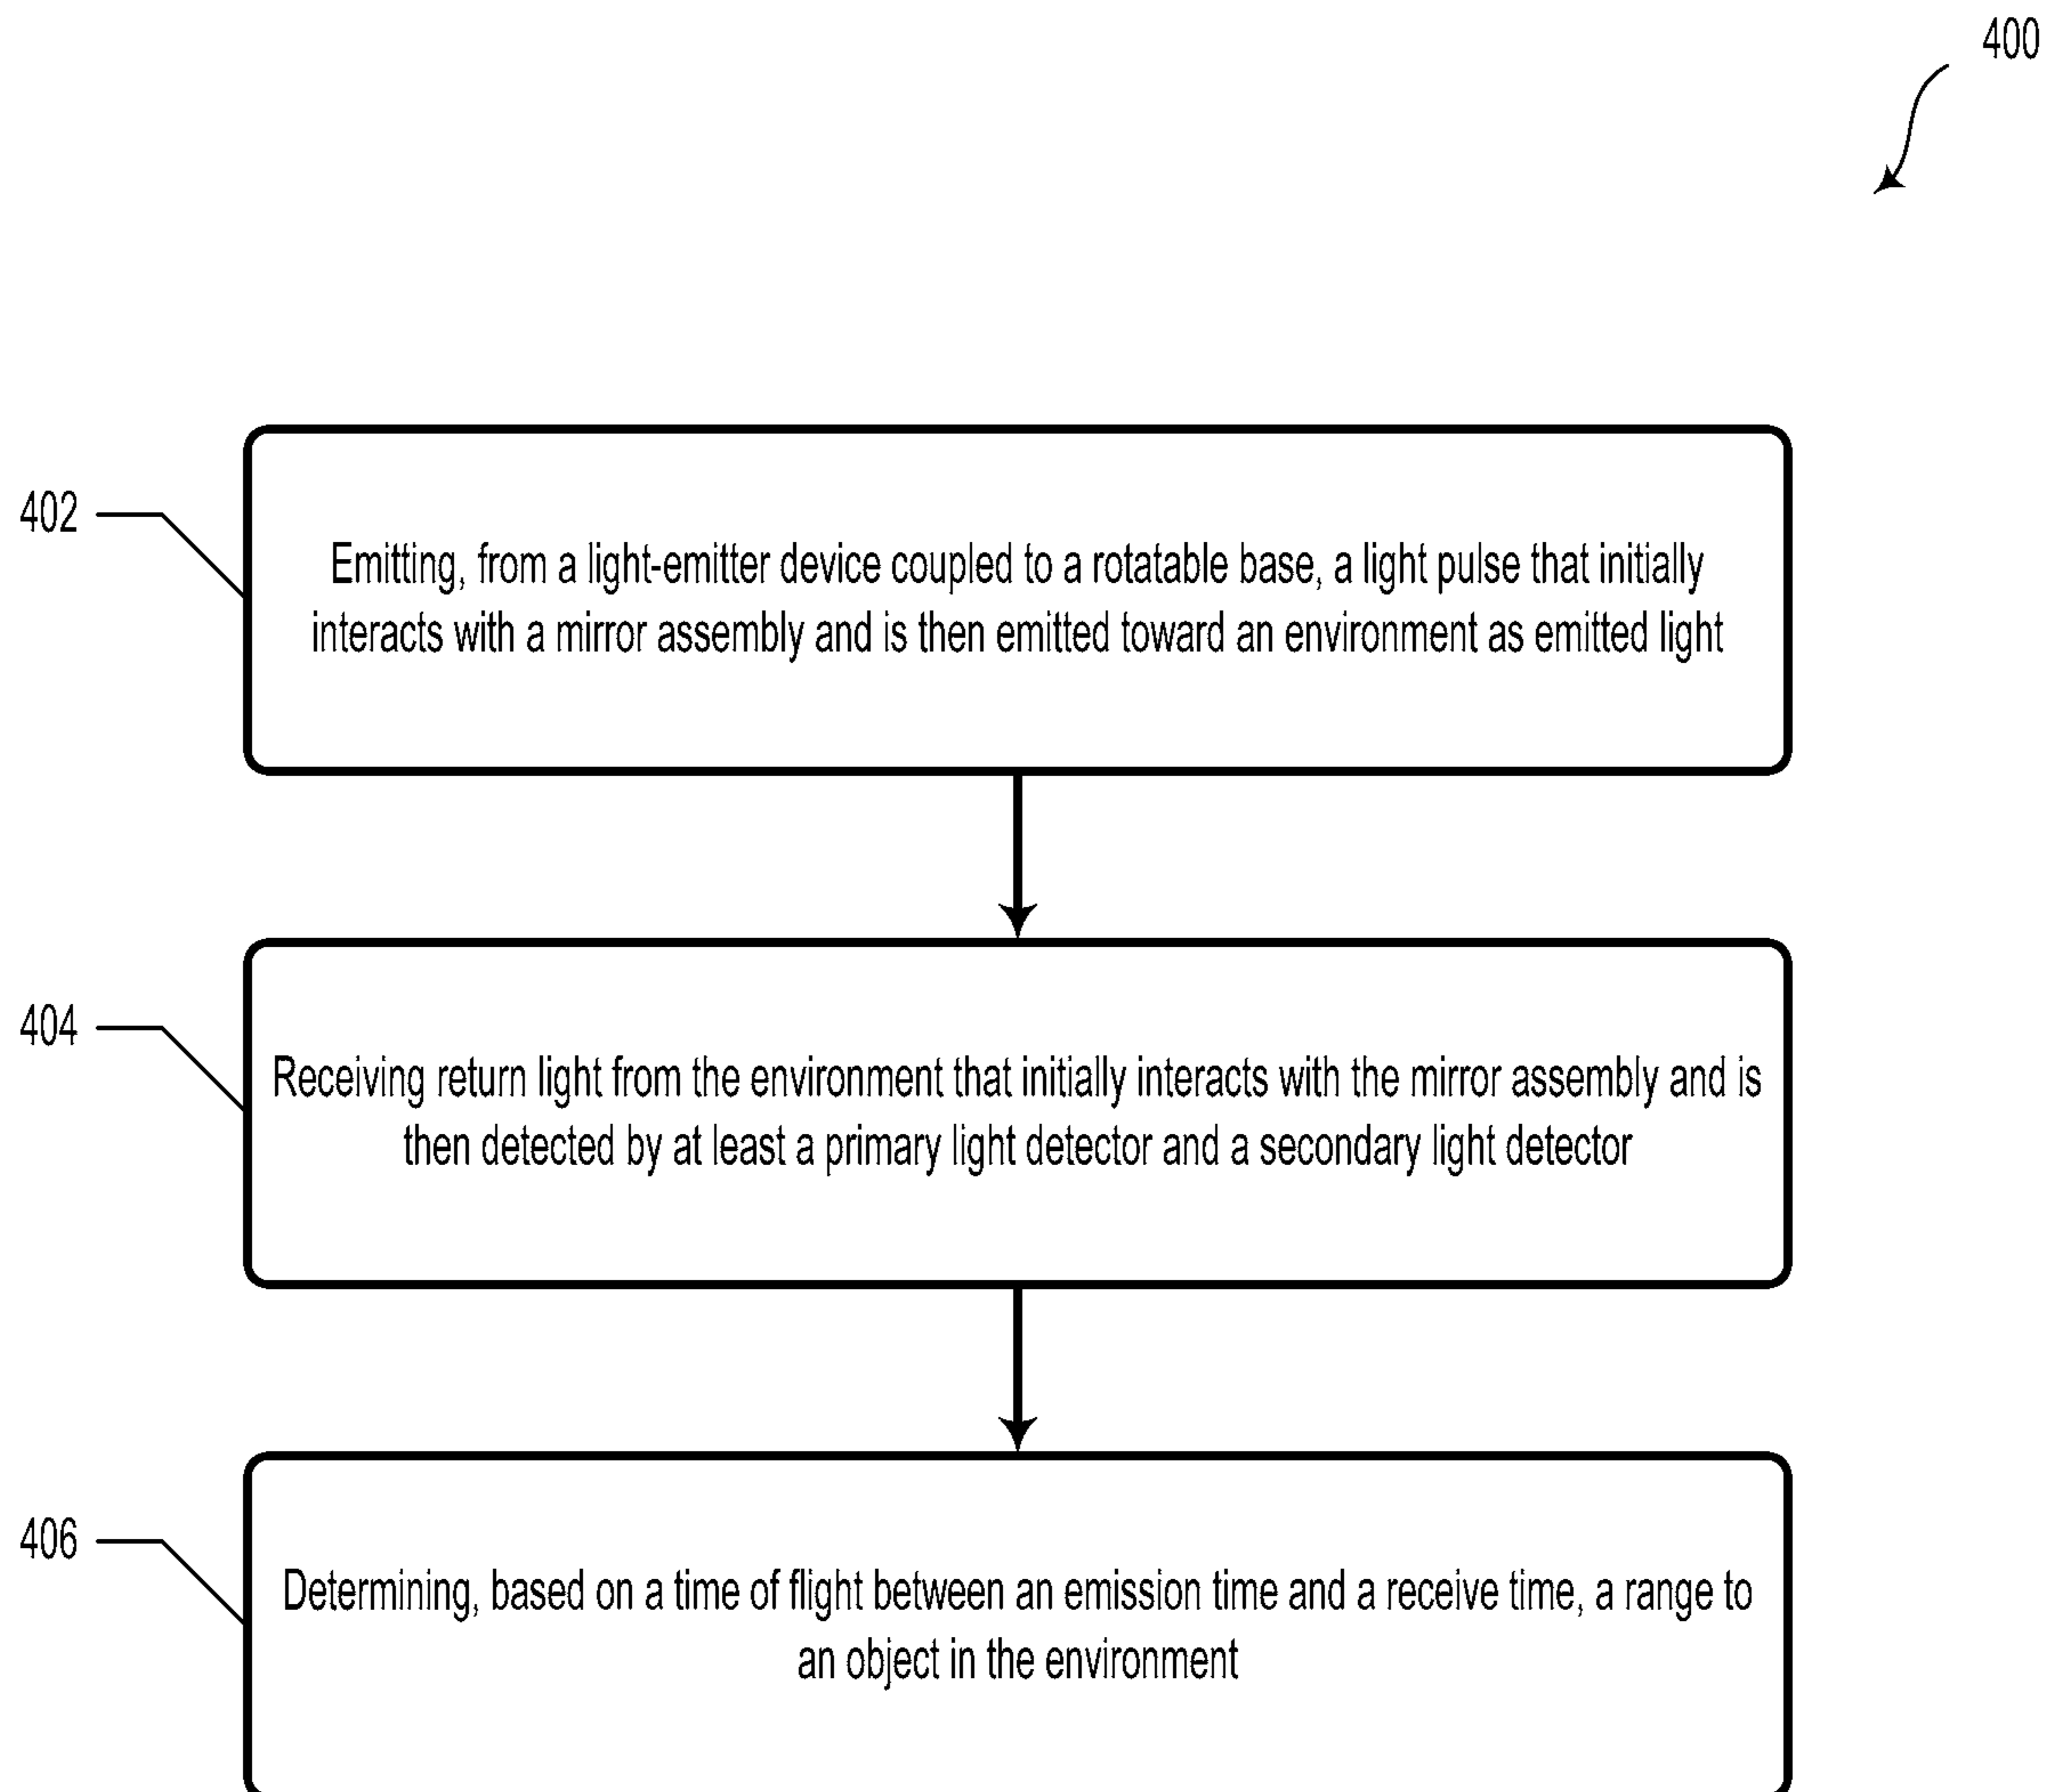 400
402
Emitting, from a light-emitter device coupled to a rotatable base, a light pulse that initially
interacts with a mirror assembly and is then emitted toward an environment as emitted light
404
Receiving return light from the environment that initially interacts with the mirror assembly and is
then detected by at least a primary light detector and a secondary light detector
406
Determining, based on a time of flight between an emission time and a receive time, a range to
an object in the environment